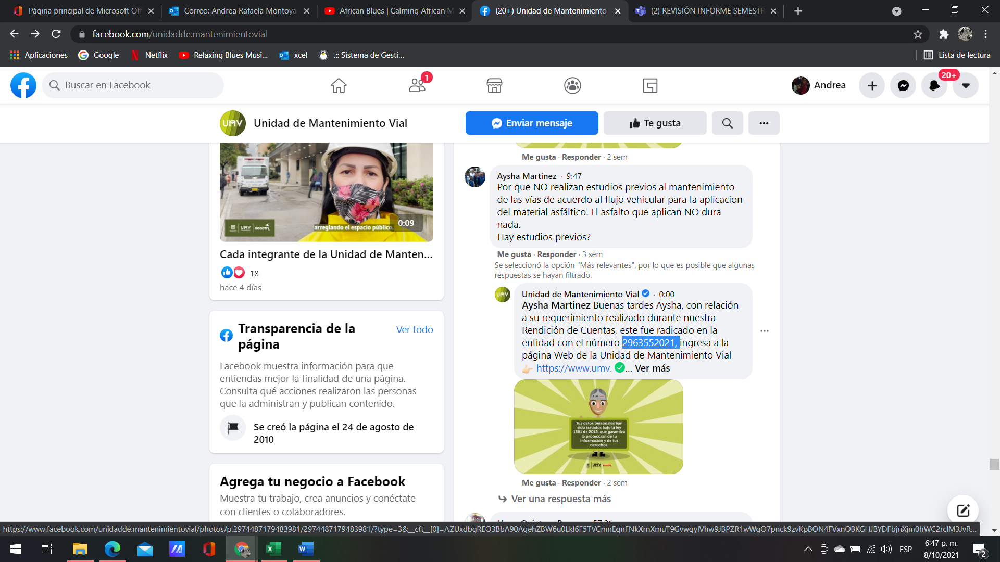 Página principal de Microsoft Off
Correo: Andrea Rafaela Montoya
African Blues | Calming African M
(20+) Unidad de Mantenimiento
(2) REVISIÓN INFORME SEMESTR
facebook.com/unidadde.mantenimientovial
Aplicaciones
Google
Netflix
Relaxing Blues Musi...
xcel
.:: Sistema de Gesti...
Lista de lectura
Buscar en Facebook
1
Andrea
20+
UMV
Unidad de Mantenimiento Vial
Enviar mensaje
Te gusta
UMV
BOGOTÁ
arreglando el espacio público.
0:09
Cada integrante de la Unidad de Manten...
18
hace 4 días
Transparencia de la
página
Ver todo
Facebook muestra información para que
entiendas mejor la finalidad de una página.
Consulta qué acciones realizaron las personas
que la administran y publican contenido.
Se creó la página el 24 de agosto de
2010
Agrega tu negocio a Facebook
Muestra tu trabajo, crea anuncios y conéctate
con clientes o colaboradores.
Me gusta · Responder · 2 sem
Aysha Martinez · 9:47
Por que NO realizan estudios previos al mantenimiento
de las vías de acuerdo al flujo vehicular para la aplicacion
del material asfáltico. El asfalto que aplican NO dura
nada.
Hay estudios previos?
Me gusta · Responder · 3 sem
Se seleccionó la opción "Más relevantes", por lo que es posible que algunas
respuestas se hayan filtrado.
UMV
Unidad de Mantenimiento Vial · 0:00
Aysha Martinez Buenas tardes Aysha, con relación
a su requerimiento realizado durante nuestra
Rendición de Cuentas, este fue radicado en la
entidad con el número 2963552021, ingresa a la
página Web de la Unidad de Mantenimiento Vial
👉🏻 https://www.umv. ✅... Ver más
Tus datos personales han
sido tratados bajo la ley
1581 de 2012, que garantiza
la protección de tu
información y de tus
derechos.
UMV
Me gusta · Responder · 2 sem
Ver una respuesta más
https://www.facebook.com/unidadde.mantenimientovial/photos/p.2974487179483981/2974487179483981/?type=3&__cft__[0]=AZUxdbgREO3BbA90AgehZBW6u0LkI6F5TVCmnEqnFNkXrnXmuT9GvwgyIVhw9JBPZR1wWgO7pnck9zvKpBON4FVxnOBKGHJBYDFbjnXjm0hWC2rcIM3JvR...
ESP
6:47 p. m.
8/10/2021
2